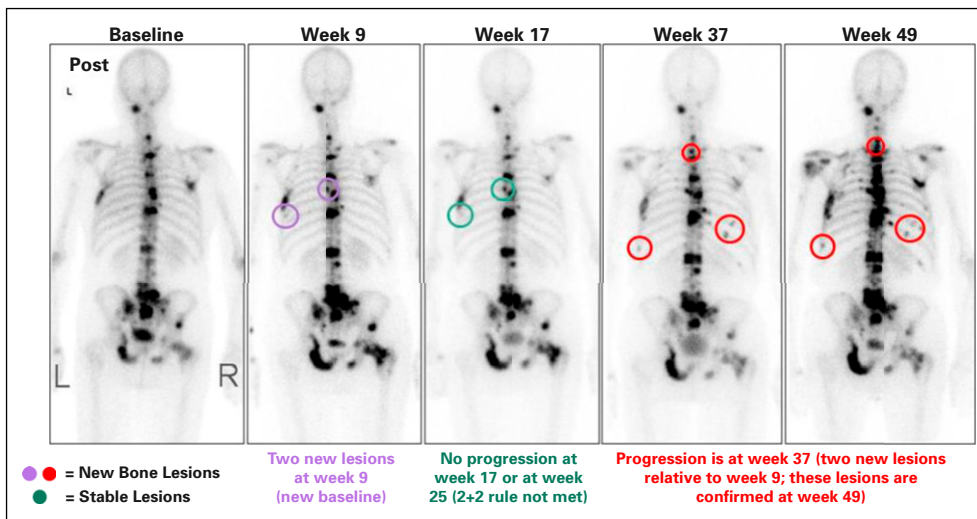 Baseline
Week 9
Week 17
Week 37
Week 49
Post
L
L
R
= New Bone Lesions
= Stable Lesions
Two new lesions
at week 9
(new baseline)
No progression at
week 17 or at week
25 (2+2 rule not met)
Progression is at week 37 (two new lesions
relative to week 9; these lesions are
confirmed at week 49)